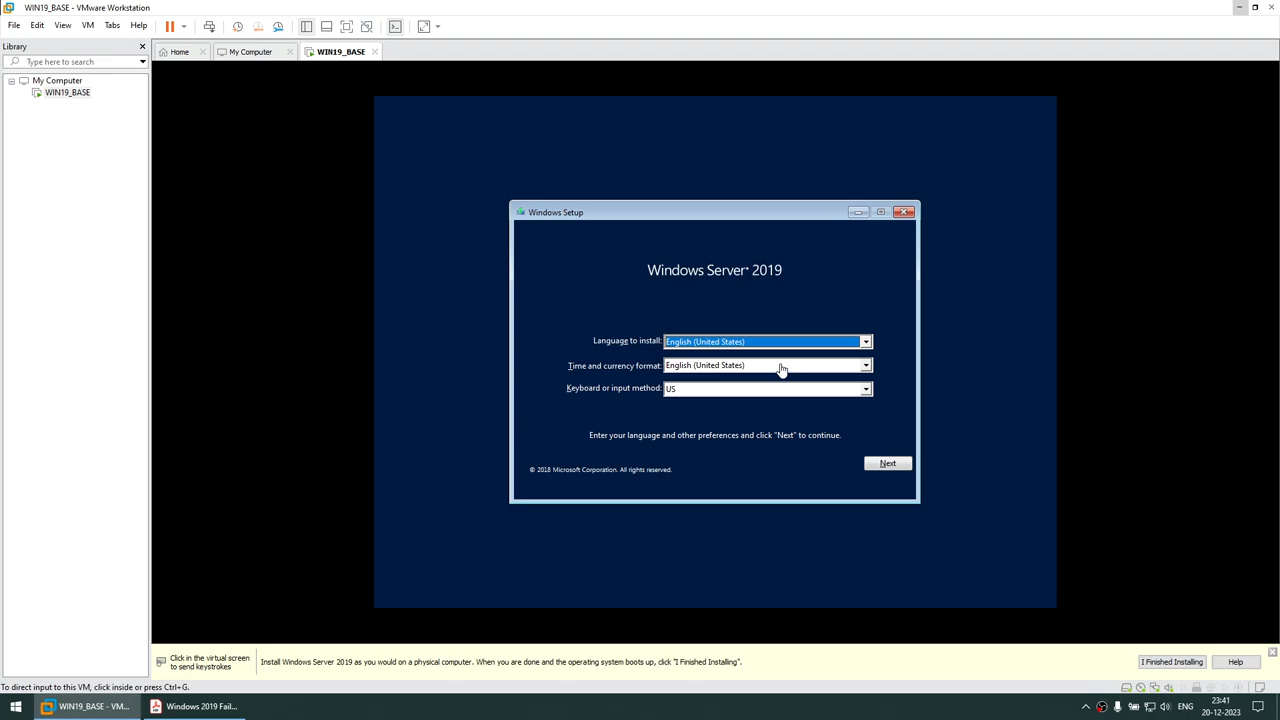 WIN19_BASE - VMware Workstation
File Edit View VM Tabs Help
Library
Type here to search
My Computer
WIN19_BASE
Home
My Computer
WIN19_BASE
Windows Setup
Windows Server® 2019
Language to install: English (United States)
Time and currency format: English (United States)
Keyboard or input method: US
Enter your language and other preferences and click "Next" to continue.
© 2018 Microsoft Corporation. All rights reserved.
Next
Click in the virtual screen
to send keystrokes
Install Windows Server 2019 as you would on a physical computer. When you are done and the operating system boots up, click "I Finished Installing".
I Finished Installing
Help
To direct input to this VM, click inside or press Ctrl+G.
WIN19_BASE - VM...
Windows 2019 Fail...
ENG
23:41
20-12-2023